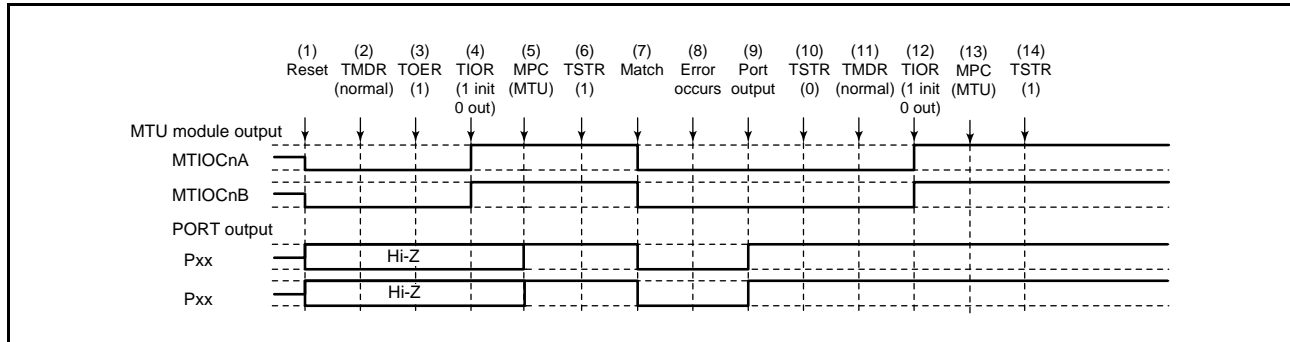 (1) (2) (3) (4) (5) (6) (7) (8) (9) (10) (11) (12) (13) (14)
Reset TMDR TOER TIOR MPC TSTR Match Error Port TSTR TMDR TIOR MPC TSTR
(normal) (1) (1 init (MTU) (1) occurs output (0) (normal) (1 init (MTU) (1)
0 out) 0 out)
MTU module output
MTIOCnA
MTIOCnB
PORT output
Pxx Hi-Z
Pxx Hi-Z